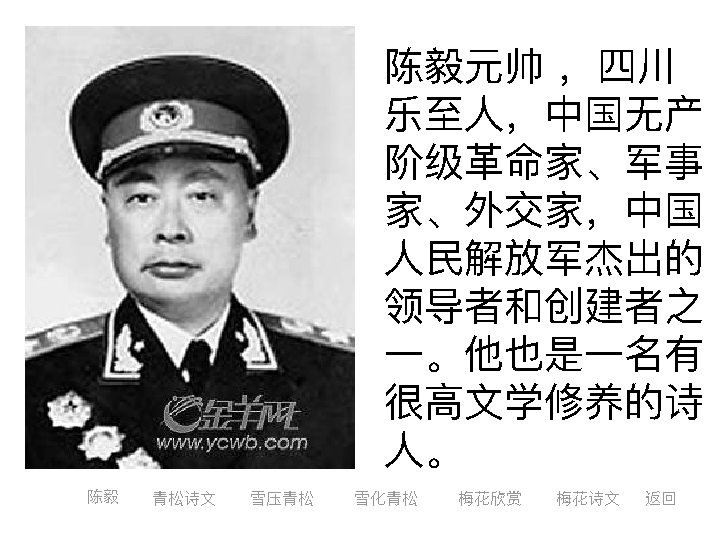 陈毅元帅 ，四川
乐至人，中国无产
阶级革命家、军事
家、外交家，中国
人民解放军杰出的
领导者和创建者之
一。他也是一名有
很高文学修养的诗
人。
金羊网
www.ycwb.com
陈毅 青松诗文 雪压青松 雪化青松 梅花欣赏 梅花诗文 返回